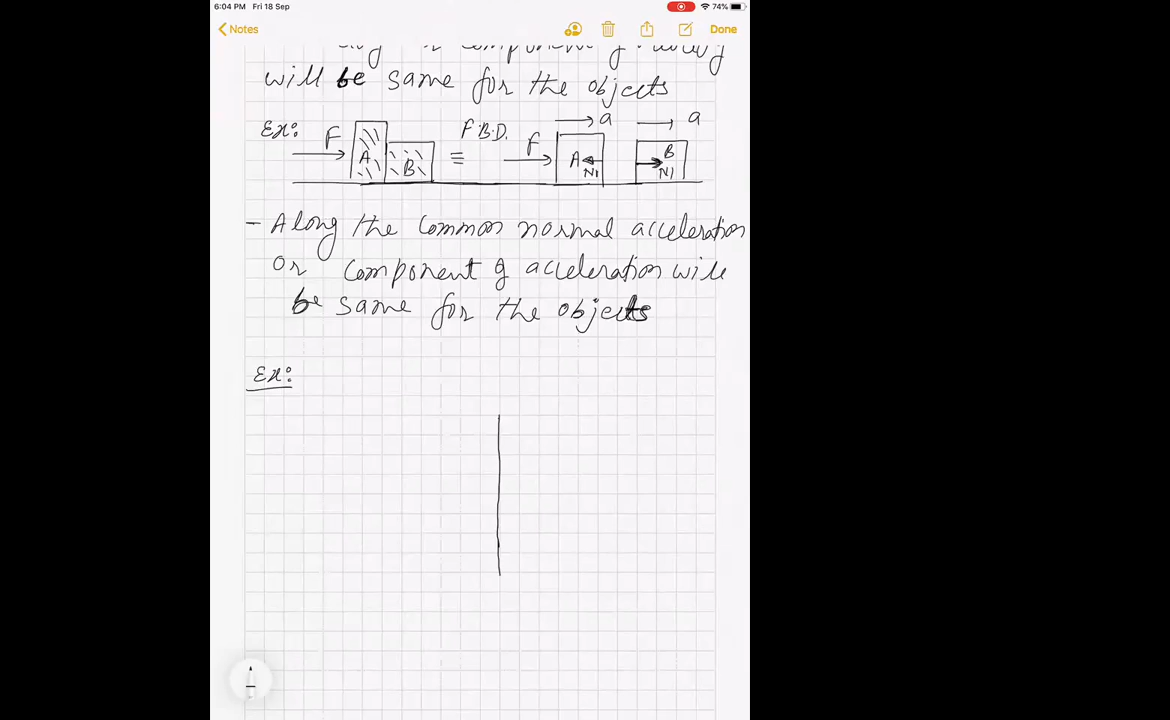 6:04 PM Fri 18 Sep 74%
Notes Done
will be same for the objects
Ex: F A B ≡ F.B.D. F A N1 a B N1 a
- Along the common normal acceleration
or component of acceleration will
be same for the objects
Ex: